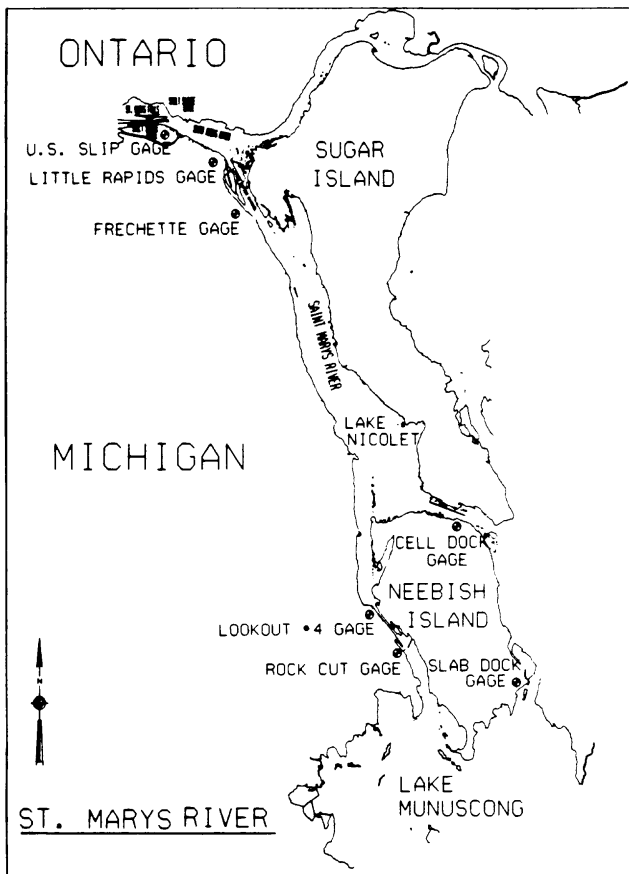 ONTARIO
U.S. SLIP GAGE
LITTLE RAPIDS GAGE
FRECHETTE GAGE
SUGAR
ISLAND
SAINT MARYS RIVER
LAKE
NICOLET
MICHIGAN
CELL DOCK
GAGE
NEEBISH
ISLAND
LOOKOUT •4 GAGE
ROCK CUT GAGE
SLAB DOCK
GAGE
N
LAKE
MUNUSCONG
ST. MARYS RIVER